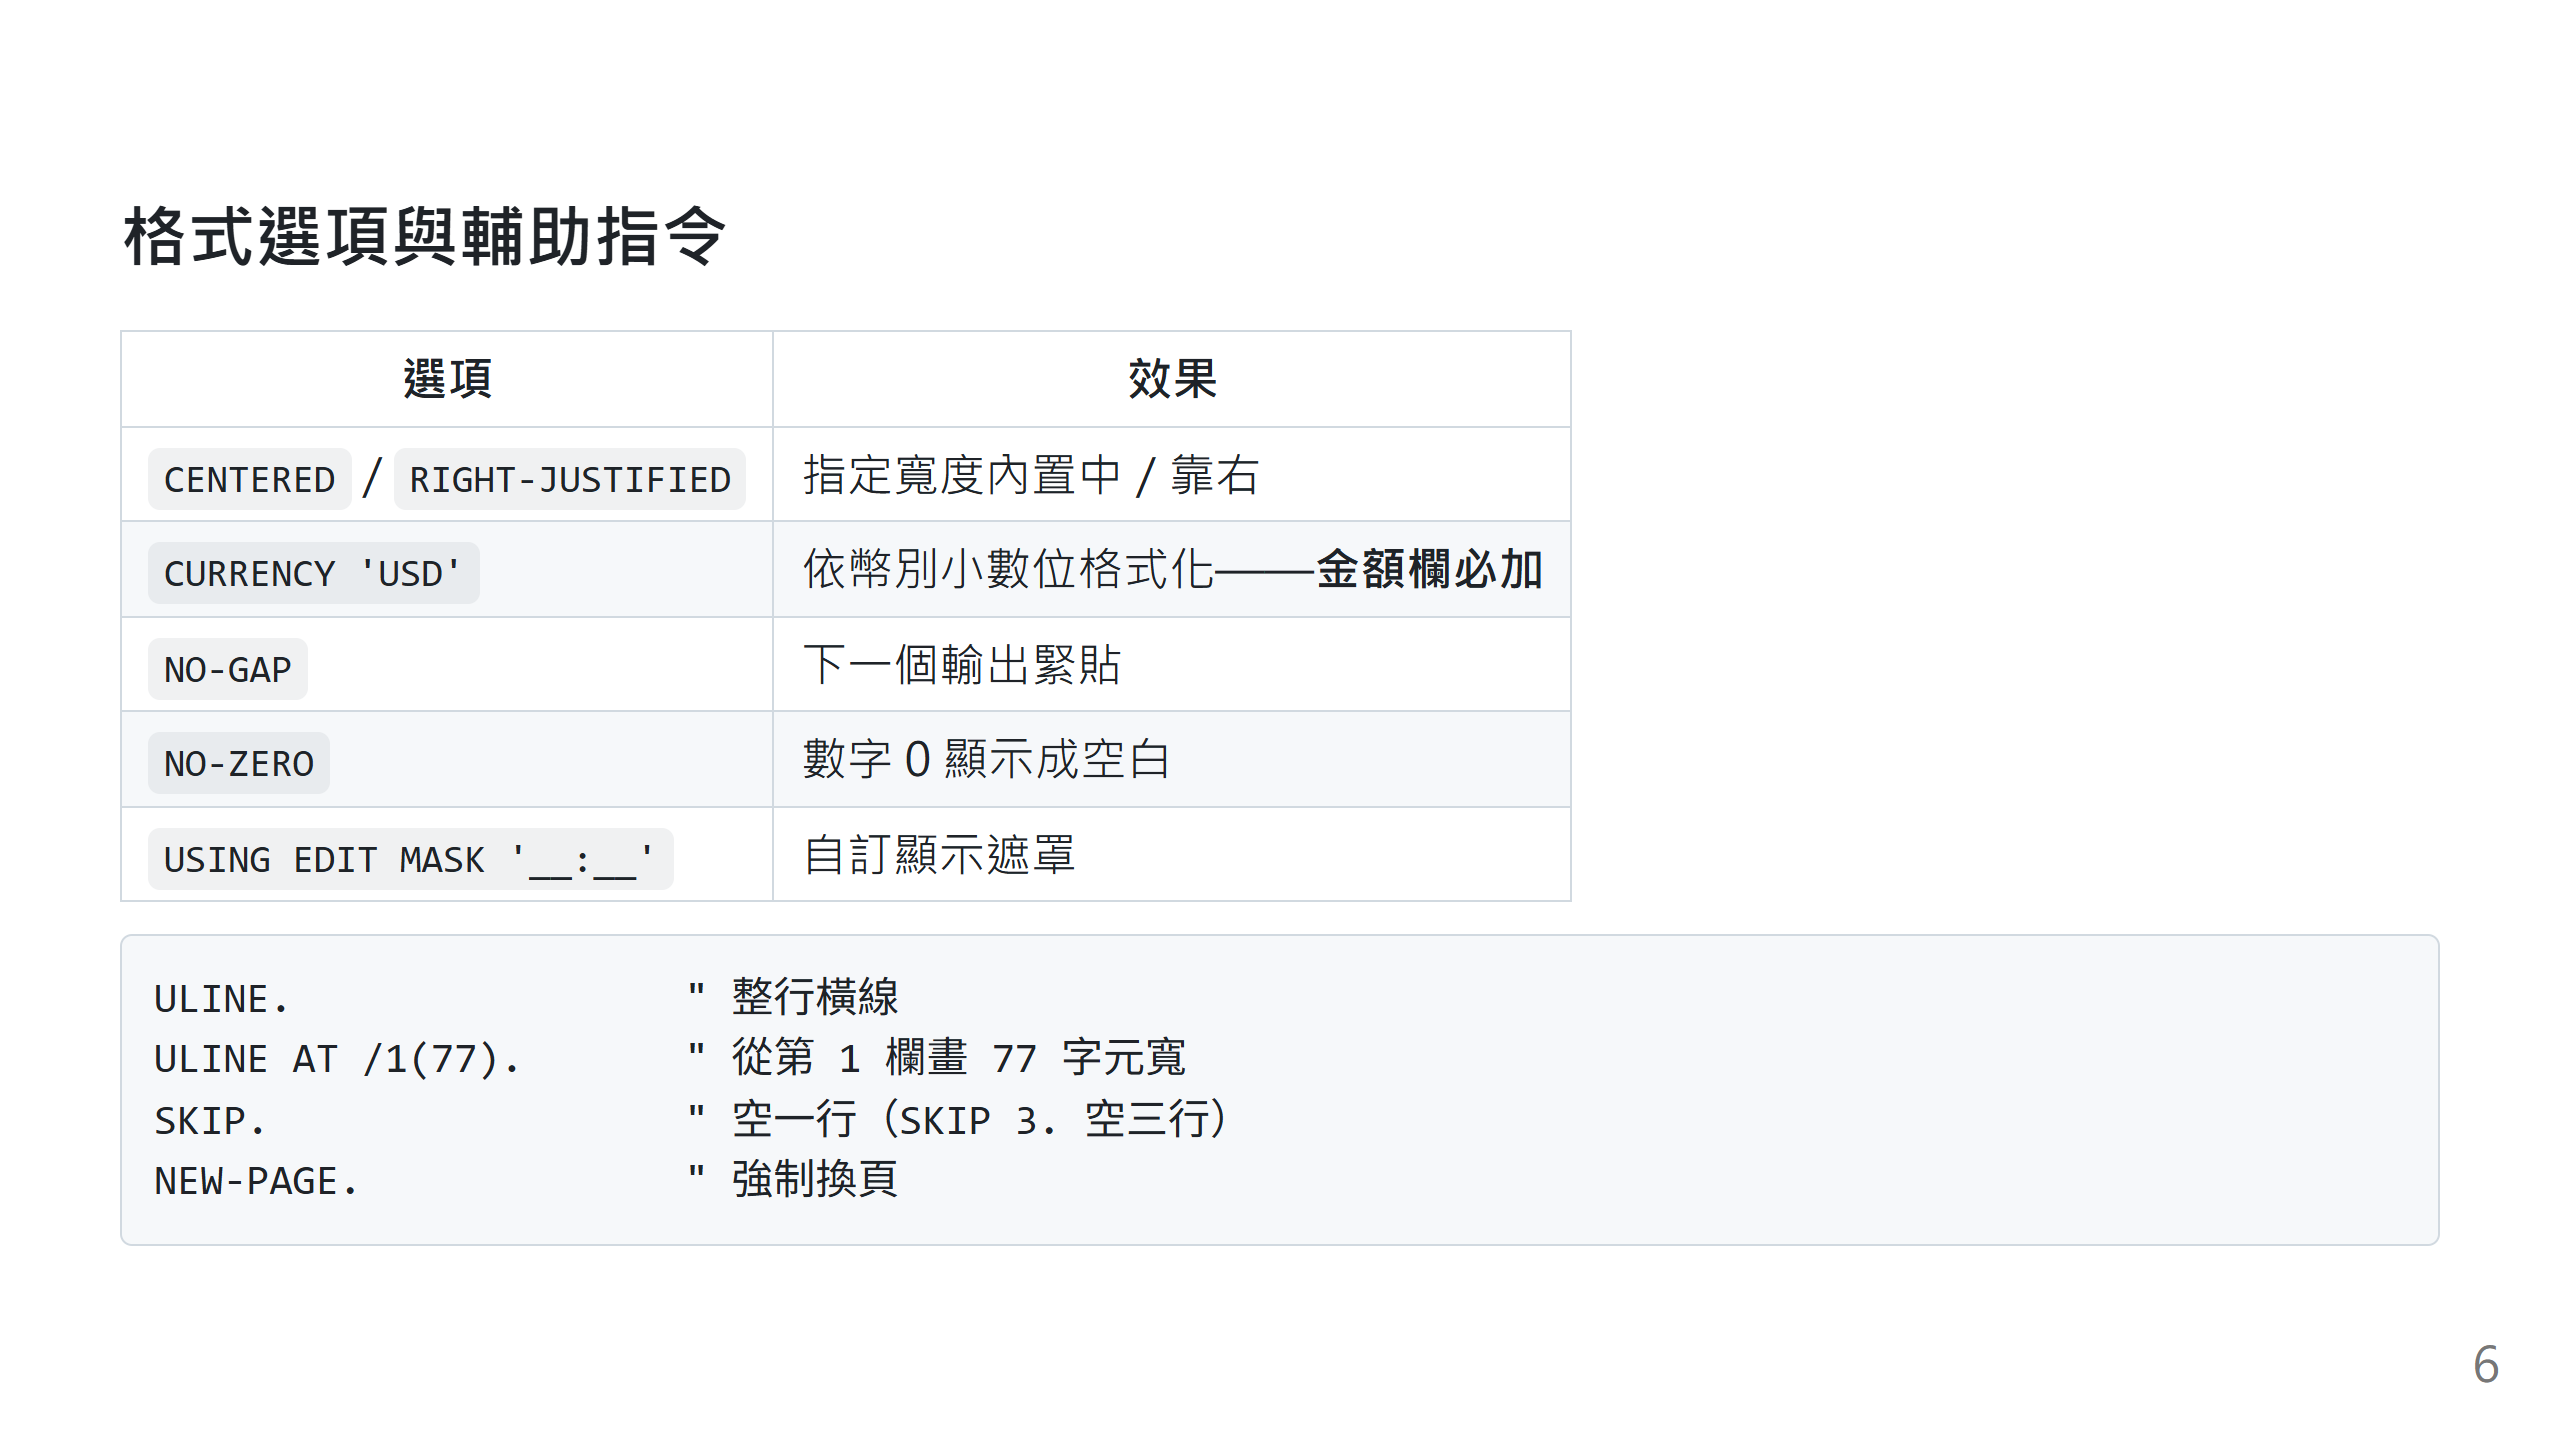 格式選項與輔助指令
選項 效果
CENTERED / RIGHT-JUSTIFIED 指定寬度內置中 / 靠右
CURRENCY 'USD' 依幣別小數位格式化——金額欄必加
NO-GAP 下一個輸出緊貼
NO-ZERO 數字 0 顯示成空白
USING EDIT MASK '__:__' 自訂顯示遮罩
ULINE. " 整行橫線
ULINE AT /1(77). " 從第 1 欄畫 77 字元寬
SKIP. " 空一行（SKIP 3. 空三行）
NEW-PAGE. " 強制換頁
6